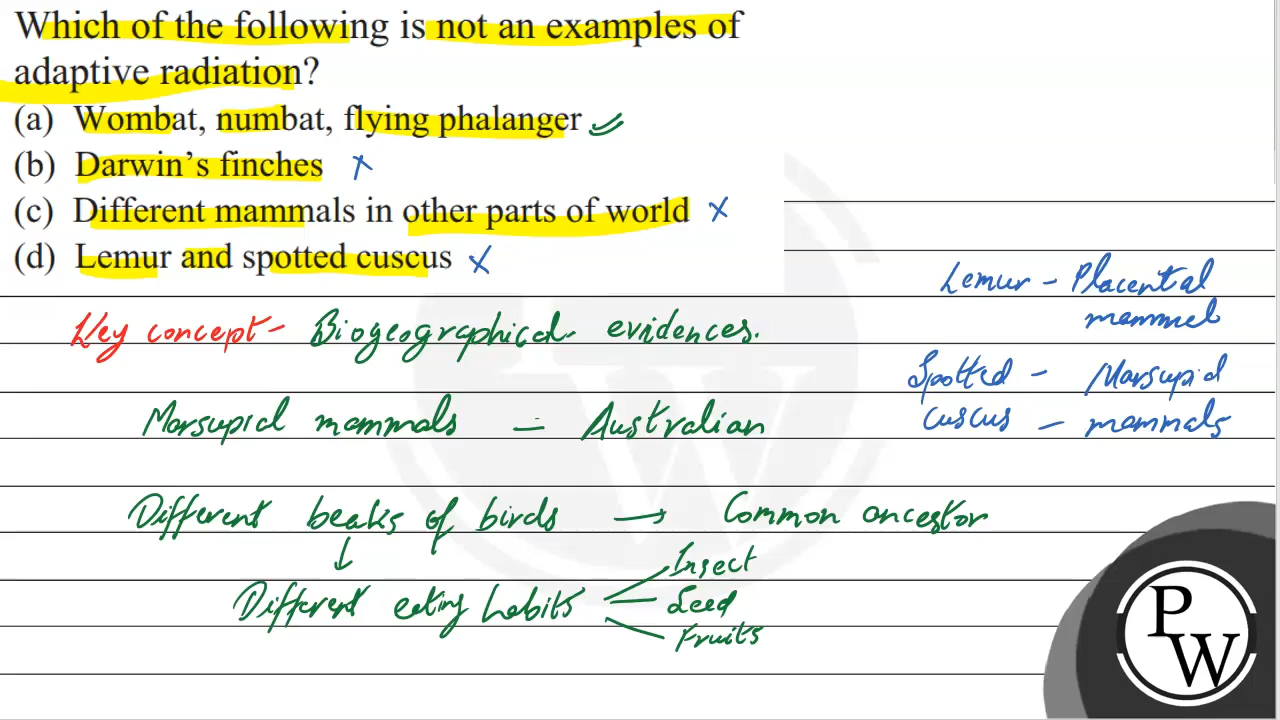 Which of the following is not an examples of
adaptive radiation?
(a) Wombat, numbat, flying phalanger
(b) Darwin's finches
(c) Different mammals in other parts of world
(d) Lemur and spotted cuscus
Lemur - Placental
mammel
Key concept - Biogeographical evidences.
Spotted - Marsupial
cuscus - mammals
Marsupial mammals = Australian
Different beaks of birds → Common ancestor
↓
Insect
Different eating habits Seed
Fruits
PW